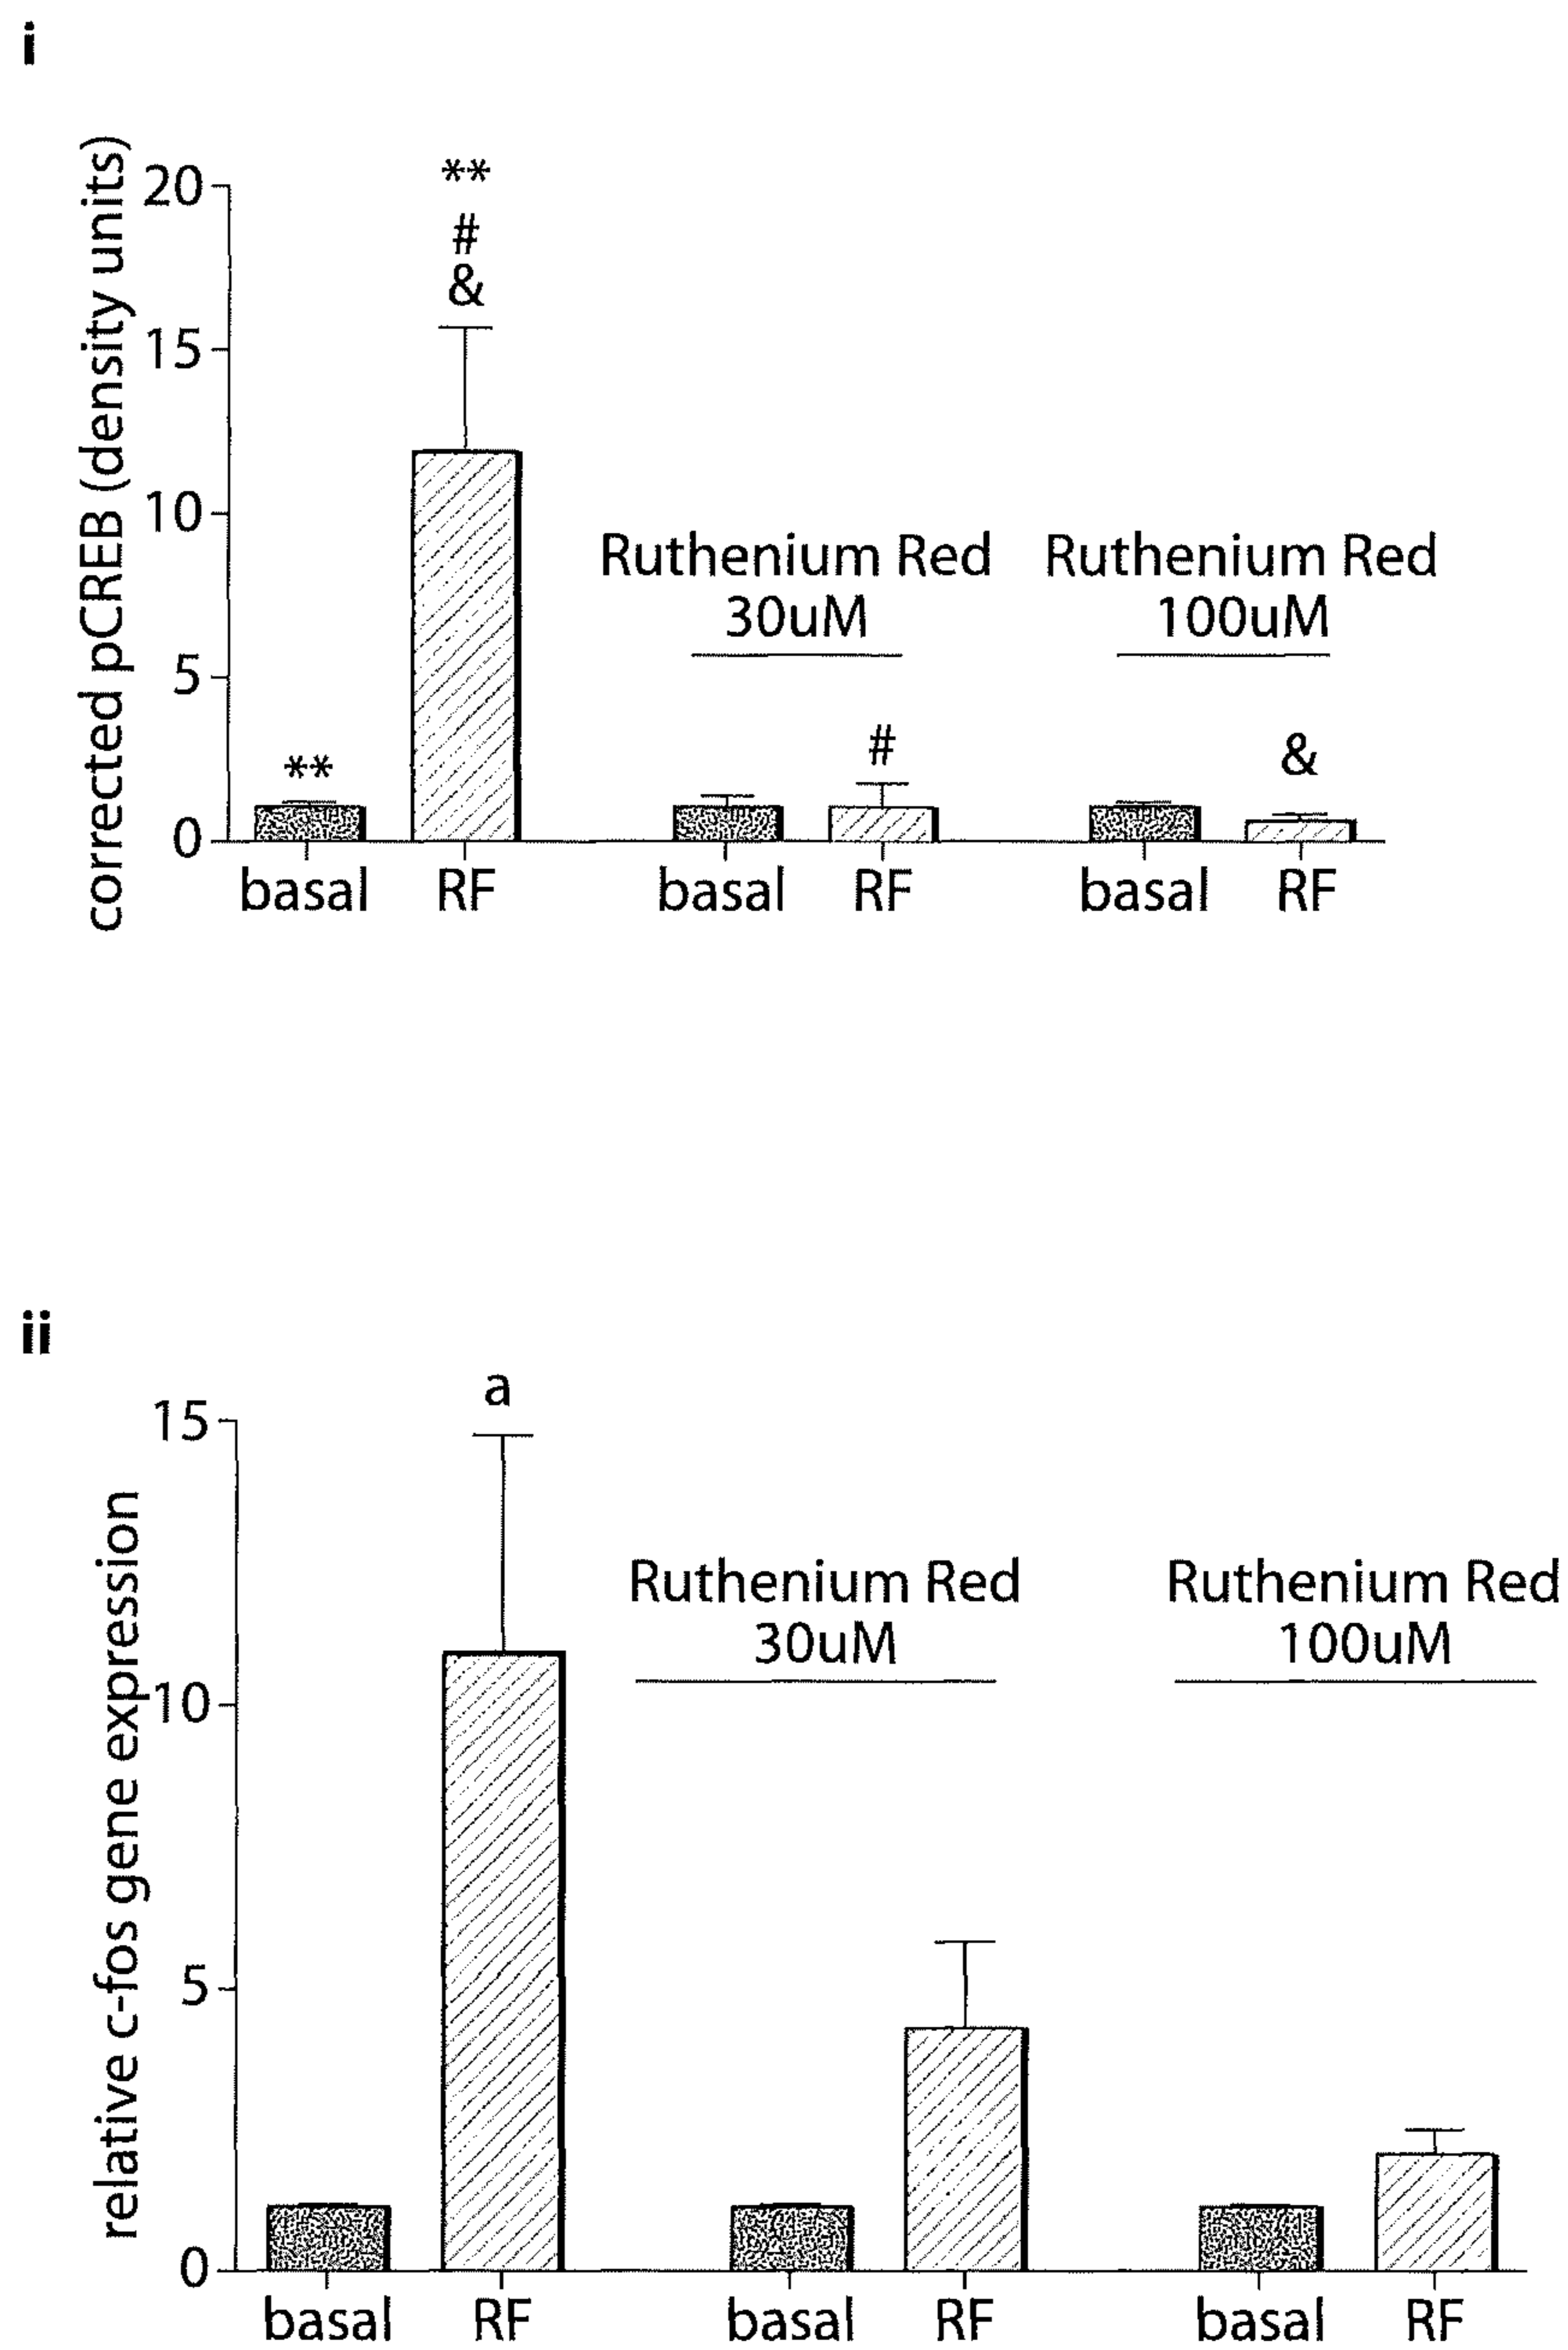 i
corrected pCREB (density units)
20
15
10
5
0
**
**
#
&
Ruthenium Red
30uM
#
Ruthenium Red
100uM
&
basal
RF
basal
RF
basal
RF
ii
relative c-fos gene expression
15
10
5
0
a
Ruthenium Red
30uM
Ruthenium Red
100uM
basal
RF
basal
RF
basal
RF